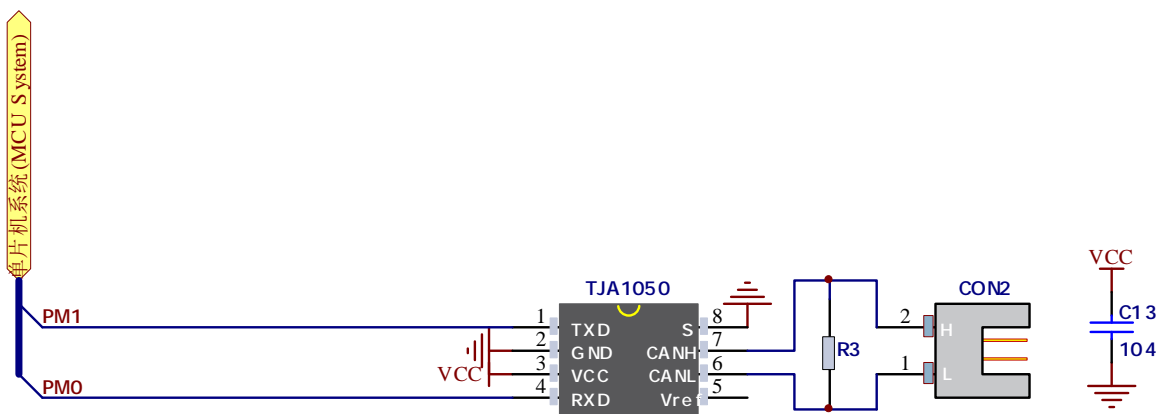 单片机系统(MCU System)
PM1
PM0
VCC
TJA1050
1
2
3
4
TXD
GND
VCC
RXD
S
CANH
CANL
Vref
8
7
6
5
R3
CON2
2
1
H
L
VCC
C13
104